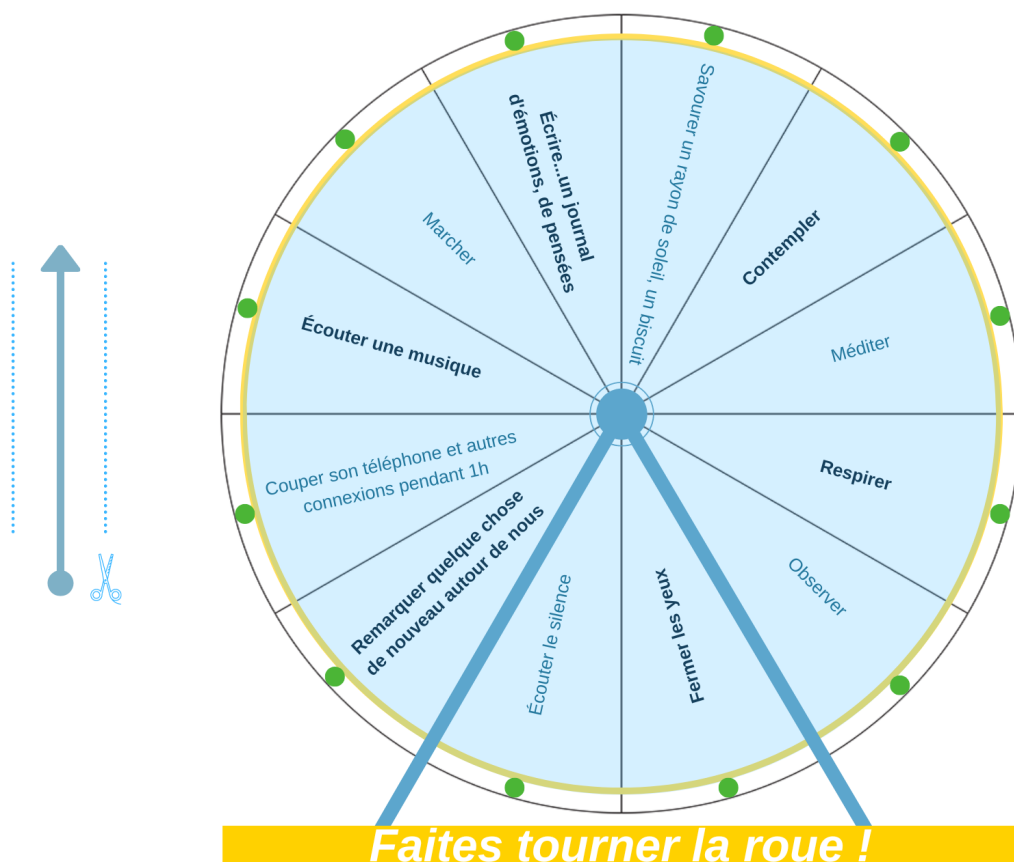 Savourer un rayon de soleil, un biscuit
Contempler
Méditer
Respirer
Observer
Fermer les yeux
Écouter le silence
Remarquer quelque chose
de nouveau autour de nous
Couper son téléphone et autres
connexions pendant 1h
Écouter une musique
Marcher
Écrire...un journal
d'émotions, de pensées
Faites tourner la roue !